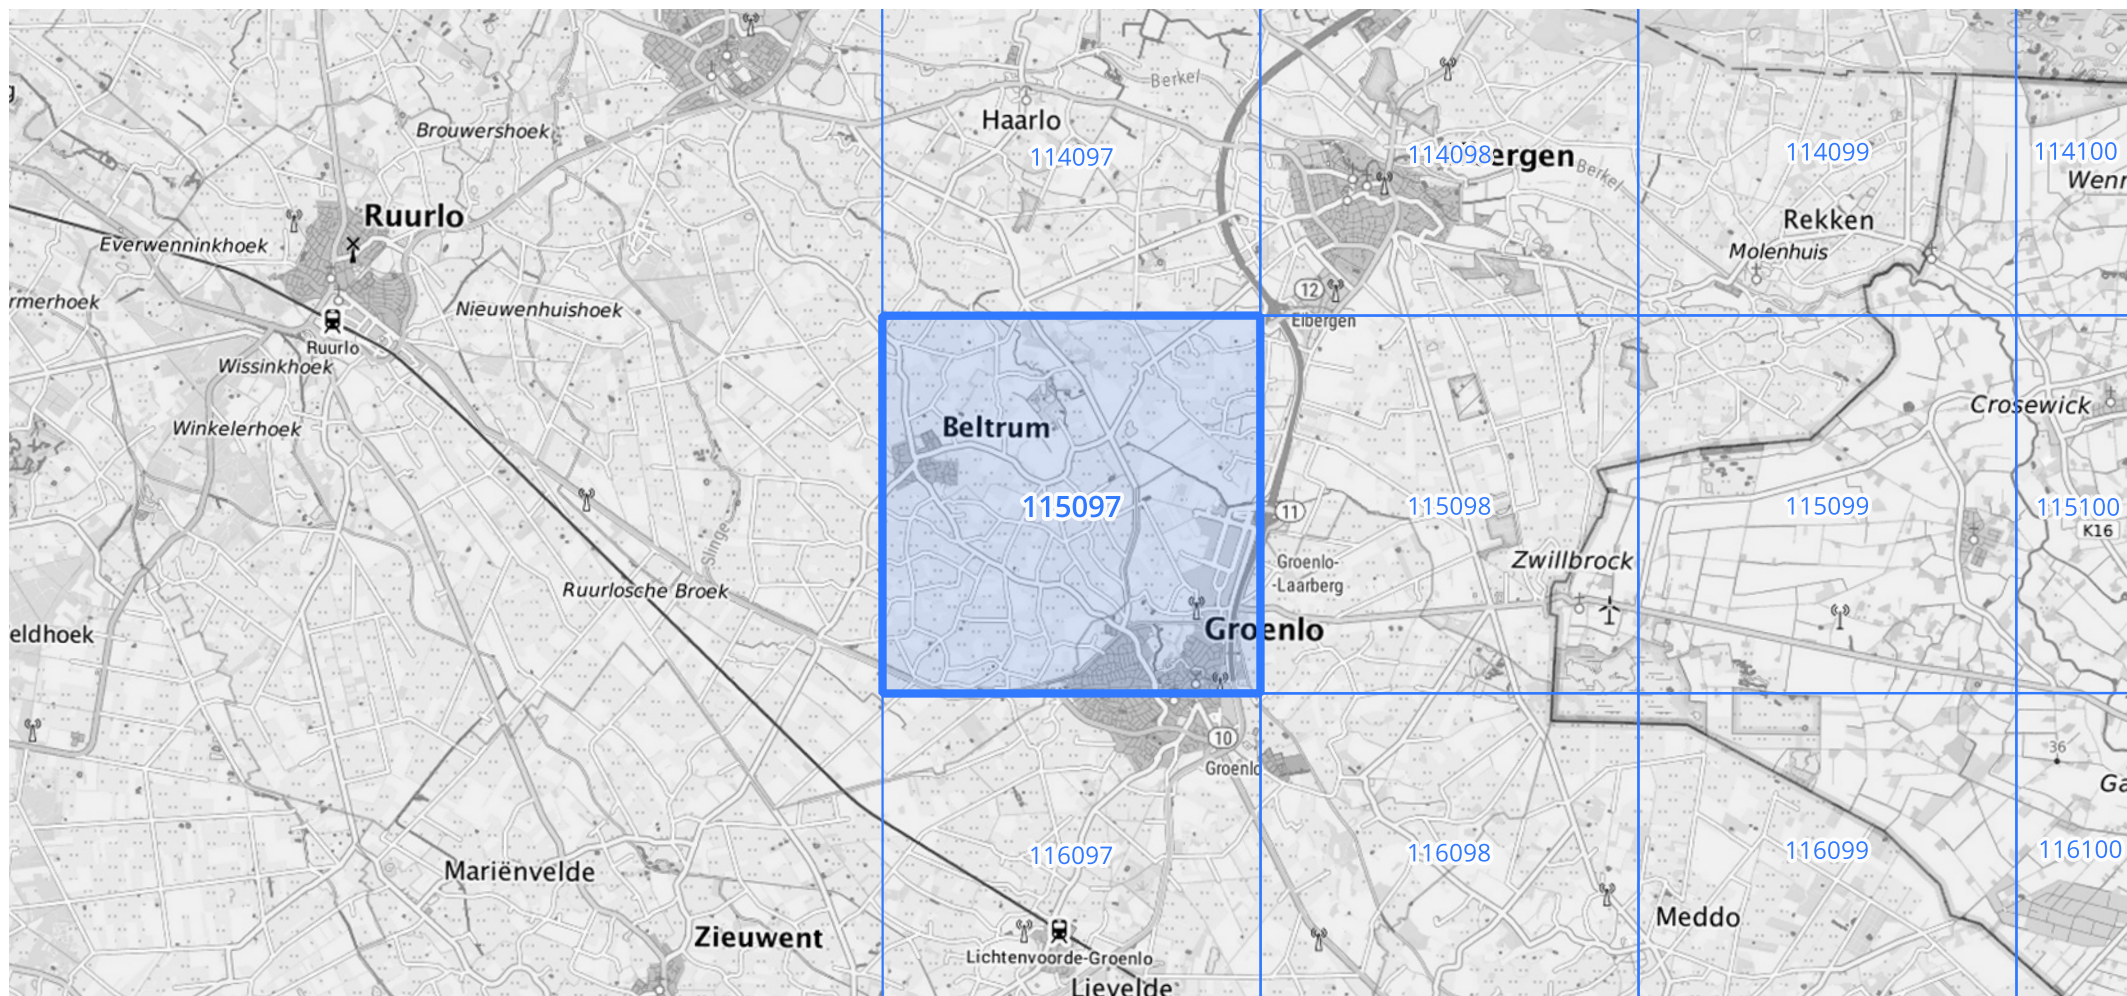 Berkel
Haarlo
Brouwershoek
114097
114098
ergen
Berkel
114099
114100
Wenn
Ruurlo
Rekken
Everwenninkhoek
Molenhuis
rmerhoek
Nieuwenhuishoek
12
Eibergen
Ruurlo
Wissinkhoek
Winkelerhoek
Beltrum
Crosewick
115097
11
115098
115099
115100
K16
Slinge
Groenlo-
-Laarberg
Zwillbrock
Ruurlosche Broek
eldhoek
Groenlo
10
Groenlo
36
Ga
116097
116098
116099
116100
Mariënvelde
Meddo
Zieuwent
Lichtenvoorde-Groenlo
Lievelde